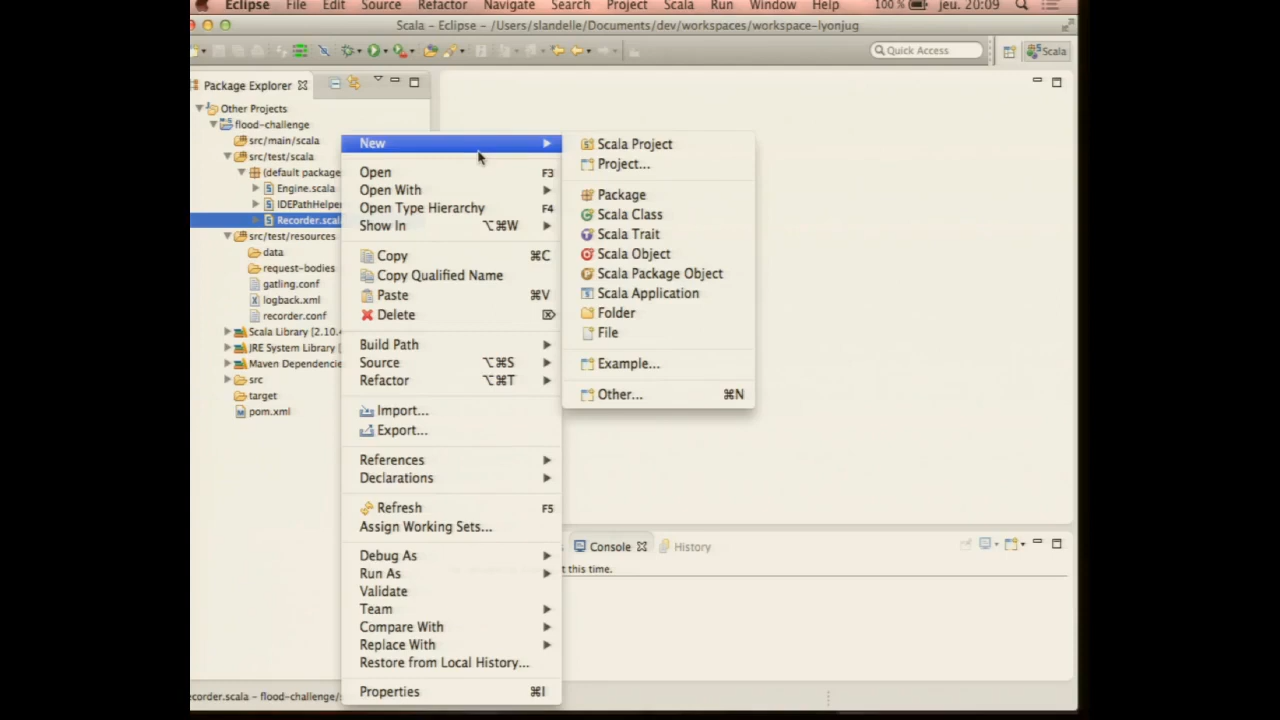 Eclipse File Edit Source Refactor Navigate Search Project Scala Run Window Help 100 % jeu. 20:09
Scala - Eclipse - /Users/slandelle/Documents/dev/workspaces/workspace-lyonjug
Quick Access
Scala
Package Explorer
Other Projects
flood-challenge
src/main/scala
src/test/scala
(default package
Engine.scala
IDEPathHelper
Recorder.scala
src/test/resources
data
request-bodies
gatling.conf
logback.xml
recorder.conf
Scala Library [2.10.4
JRE System Library
Maven Dependencie
src
target
pom.xml
New
Open F3
Open With
Open Type Hierarchy F4
Show In ⌥⌘W
Copy ⌘C
Copy Qualified Name
Paste ⌘V
Delete ⌦
Build Path
Source ⌥⌘S
Refactor ⌥⌘T
Import...
Export...
References
Declarations
Refresh F5
Assign Working Sets...
Debug As
Run As
Validate
Team
Compare With
Replace With
Restore from Local History...
Properties ⌘I
Scala Project
Project...
Package
Scala Class
Scala Trait
Scala Object
Scala Package Object
Scala Application
Folder
File
Example...
Other... ⌘N
Console
History
t this time.
ecorder.scala - flood-challenge/